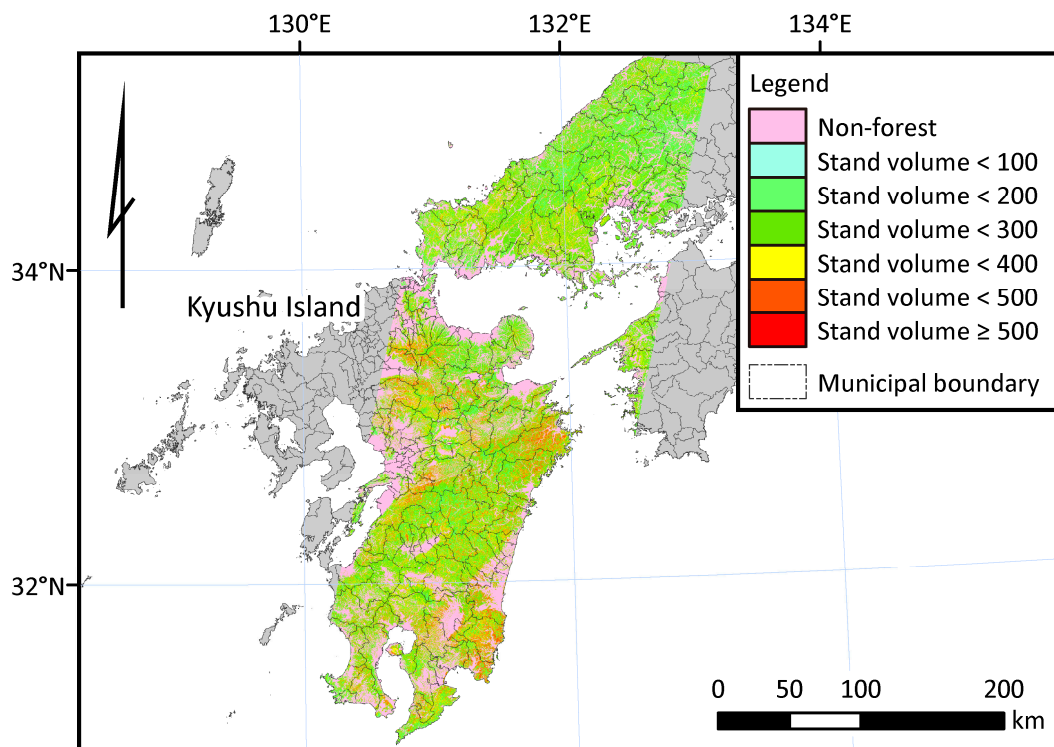 130°E 132°E 134°E
Legend
Non-forest
Stand volume < 100
Stand volume < 200
Stand volume < 300
Stand volume < 400
Stand volume < 500
Stand volume ≥ 500
Municipal boundary
34°N
Kyushu Island
32°N
0 50 100 200
km